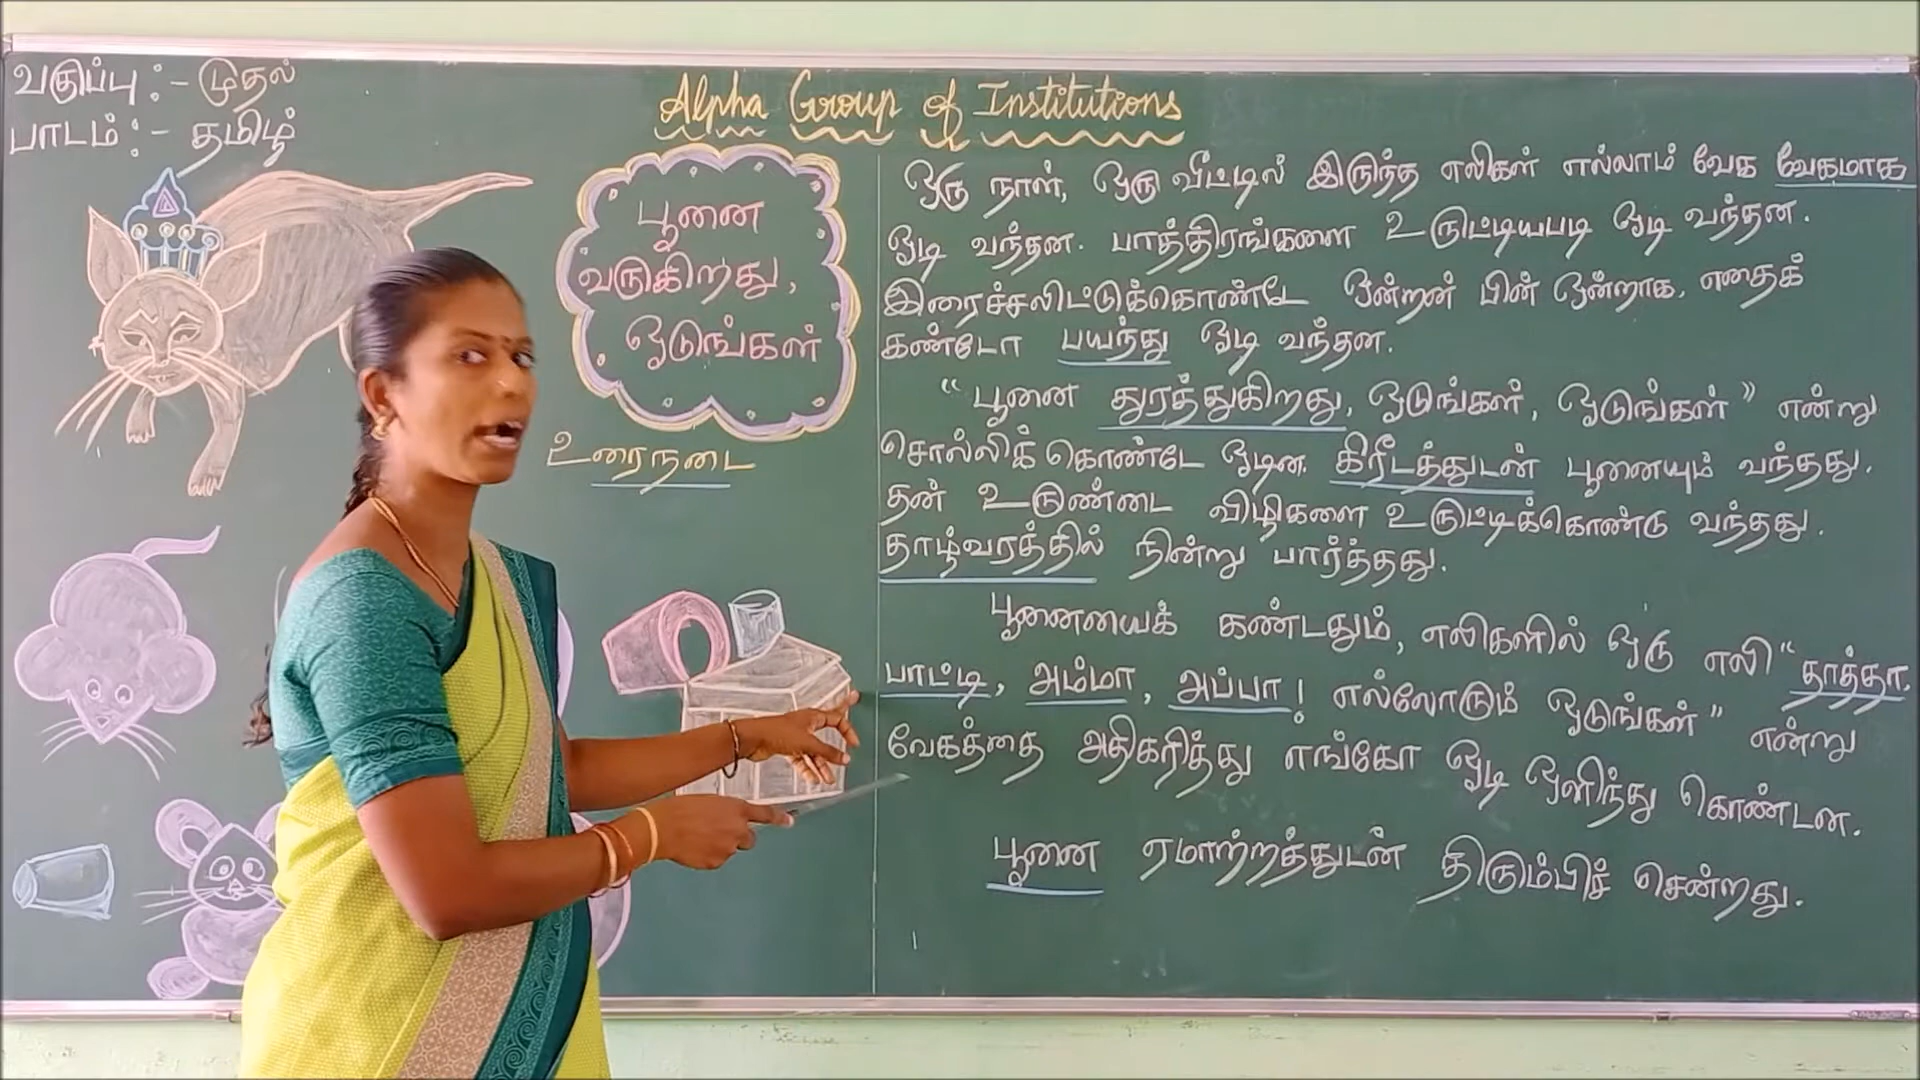 வகுப்பு :- முதல்
பாடம் :- தமிழ்
Alpha Group of Institutions
பூனை
வருகிறது,
ஓடுங்கள்
உரைநடை
ஒரு நாள், ஒரு வீட்டில் இருந்த எலிகள் எல்லாம் வேக வேகமாக
ஓடி வந்தன. பாத்திரங்களை உருட்டியபடி ஓடி வந்தன.
இரைச்சலிட்டுக்கொண்டே ஒன்றன் பின் ஒன்றாக, எதைக்
கண்டோ பயந்து ஓடி வந்தன.
“பூனை துரத்துகிறது, ஓடுங்கள், ஓடுங்கள்” என்று
சொல்லிக் கொண்டே ஓடின. கிரீடத்துடன் பூனையும் வந்தது.
தன் உருண்டை விழிகளை உருட்டிக்கொண்டு வந்தது.
தாழ்வரத்தில் நின்று பார்த்தது.
பூனையைக் கண்டதும், எலிகளில் ஒரு எலி “தாத்தா,
பாட்டி, அம்மா, அப்பா! எல்லோரும் ஓடுங்கள்” என்று
வேகத்தை அதிகரித்து எங்கோ ஓடி ஒளிந்து கொண்டன.
பூனை ஏமாற்றத்துடன் திரும்பிச் சென்றது.